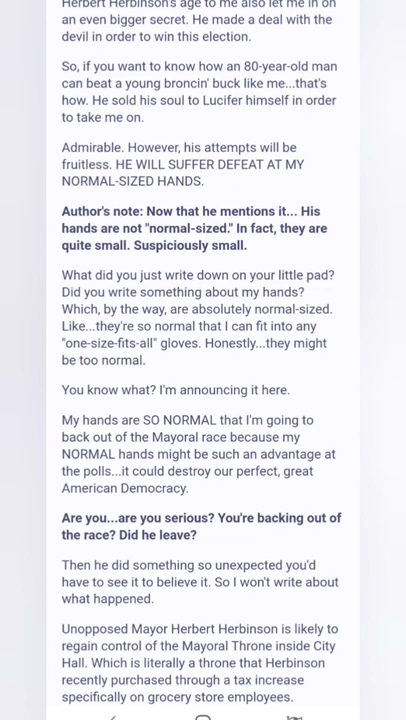 Herbert Herbinson's age to me also let me in on
an even bigger secret. He made a deal with the
devil in order to win this election.
So, if you want to know how an 80-year-old man
can beat a young broncin' buck like me...that's
how. He sold his soul to Lucifer himself in order
to take me on.
Admirable. However, his attempts will be
fruitless. HE WILL SUFFER DEFEAT AT MY
NORMAL-SIZED HANDS.
Author's note: Now that he mentions it... His
hands are not "normal-sized." In fact, they are
quite small. Suspiciously small.
What did you just write down on your little pad?
Did you write something about my hands?
Which, by the way, are absolutely normal-sized.
Like...they're so normal that I can fit into any
"one-size-fits-all" gloves. Honestly...they might
be too normal.
You know what? I'm announcing it here.
My hands are SO NORMAL that I'm going to
back out of the Mayoral race because my
NORMAL hands might be such an advantage at
the polls...it could destroy our perfect, great
American Democracy.
Are you...are you serious? You're backing out of
the race? Did he leave?
Then he did something so unexpected you'd
have to see it to believe it. So I won't write about
what happened.
Unopposed Mayor Herbert Herbinson is likely to
regain control of the Mayoral Throne inside City
Hall. Which is literally a throne that Herbinson
recently purchased through a tax increase
specifically on grocery store employees.